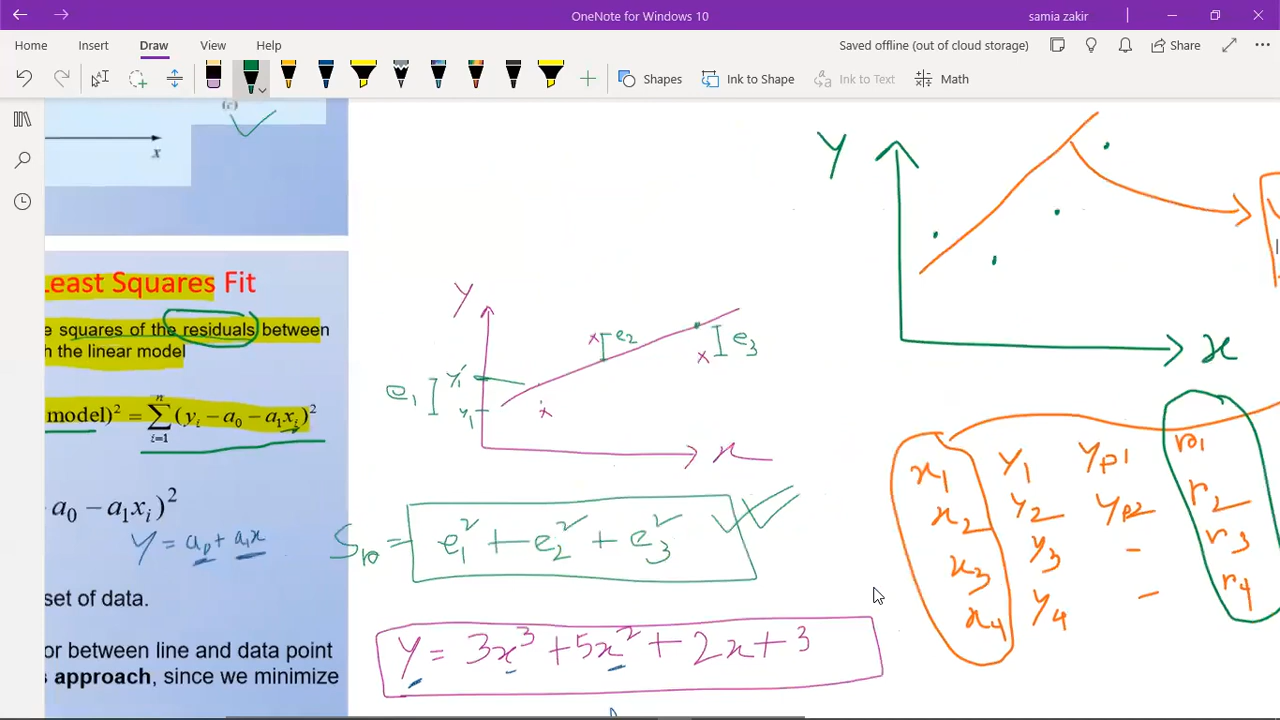 OneNote for Windows 10
samia zakir
Home Insert Draw View Help
Saved offline (out of cloud storage)
Share
Shapes
Ink to Shape
Ink to Text
Math
(c)
x
Least Squares Fit
e squares of the residuals between
h the linear model
model)² = Σ (yᵢ − a₀ − a₁xᵢ)²
n
i=1
a₀ − a₁xᵢ)²
y = a₀ + a₁x
set of data.
or between line and data point
s approach, since we minimize
y
e₁
y₁'
y₁
e₂
e₃
x
x
x
x
Sr = e₁² + e₂² + e₃²
y = 3x³ + 5x² + 2x + 3
y
x
x₁ y₁ yp1 r1
x₂ y₂ yp2 r2
x₃ y₃ - r3
x₄ y₄ - r4